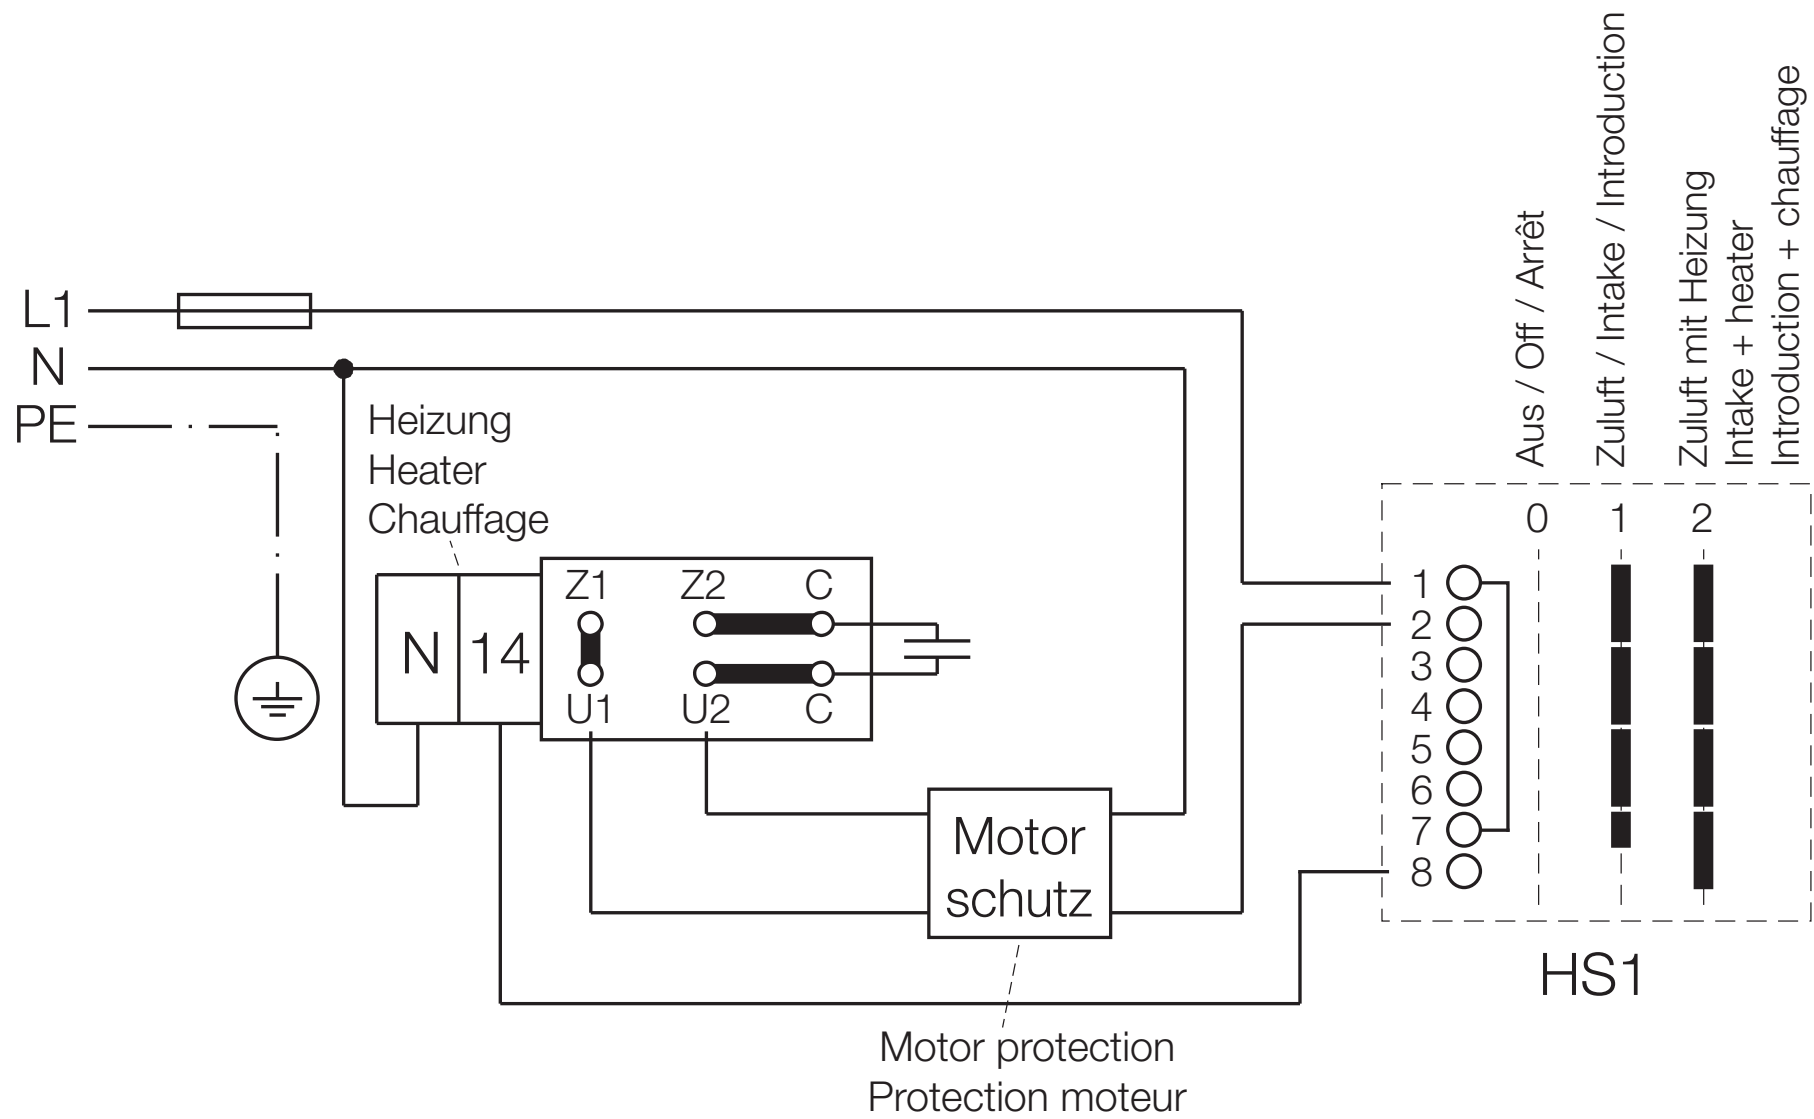 Aus / Off / Arrêt
Zuluft / Intake / Introduction
Zuluft mit Heizung
Intake + heater
Introduction + chauffage
L1
N
PE
Heizung
Heater
Chauffage
N
14
Z1
Z2
C
U1
U2
C
Motor
schutz
Motor protection
Protection moteur
0
1
2
1
2
3
4
5
6
7
8
HS1